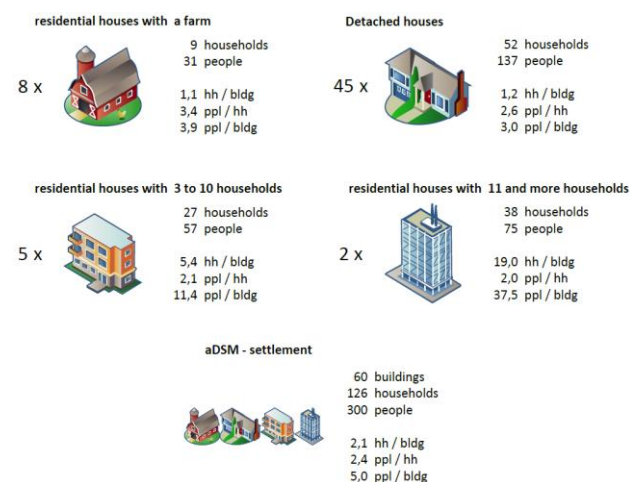 residential houses with a farm
8 x
9 households
31 people
1,1 hh / bldg
3,4 ppl / hh
3,9 ppl / bldg
Detached houses
45 x
52 households
137 people
1,2 hh / bldg
2,6 ppl / hh
3,0 ppl / bldg
residential houses with 3 to 10 households
5 x
27 households
57 people
5,4 hh / bldg
2,1 ppl / hh
11,4 ppl / bldg
residential houses with 11 and more households
2 x
38 households
75 people
19,0 hh / bldg
2,0 ppl / hh
37,5 ppl / bldg
aDSM - settlement
60 buildings
126 households
300 people
2,1 hh / bldg
2,4 ppl / hh
5,0 ppl / bldg